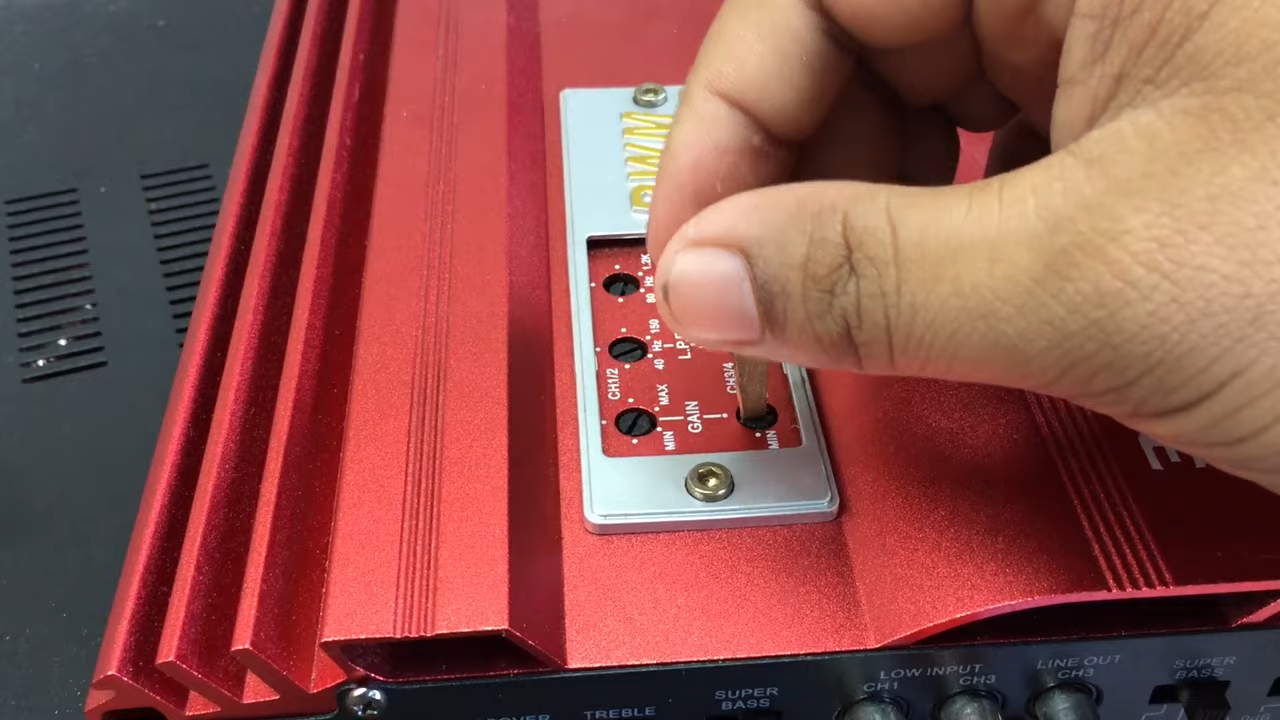 1.2K
Hz
80
150
Hz
40
L.P.
CH1/2
CH3/4
MAX
GAIN
MIN
MIN
LOW INPUT
CH1
CH3
LINE OUT
CH3
SUPER
BASS
SUPER
BASS
TREBLE